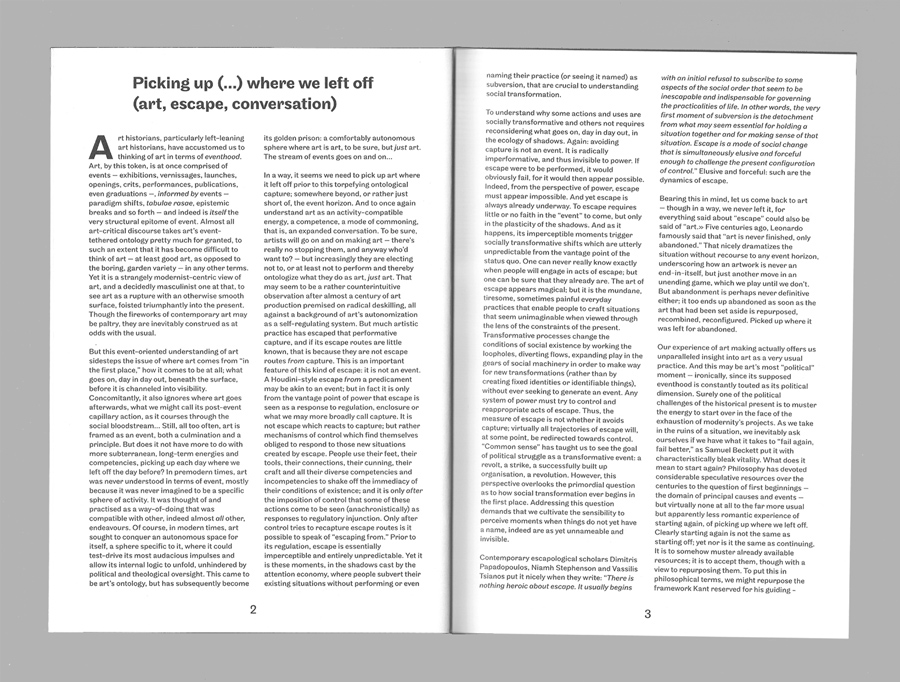 Picking up (...) where we left off
(art, escape, conversation)
Art historians, particularly left-leaning
art historians, have accustomed us to
thinking of art in terms of eventhood.
Art, by this token, is at once comprised of
events – exhibitions, vernissages, launches,
openings, crits, performances, publications,
even graduations –, informed by events –
paradigm shifts, tabulae rosae, epistemic
breaks and so forth – and indeed is itself the
very structural epitome of event. Almost all
art-critical discourse takes art's event-
tethered ontology pretty much for granted, to
such an extent that it has become difficult to
think of art – at least good art, as opposed to
the boring, garden variety – in any other terms.
Yet it is a strangely modernist-centric view of
art, and a decidedly masculinist one at that, to
see art as a rupture with an otherwise smooth
surface, foisted triumphantly into the present.
Though the fireworks of contemporary art may
be paltry, they are inevitably construed as at
odds with the usual.
But this event-oriented understanding of art
sidesteps the issue of where art comes from "in
the first place," how it comes to be at all; what
goes on, day in day out, beneath the surface,
before it is channeled into visibility.
Concomitantly, it also ignores where art goes
afterwards, what we might call its post-event
capillary action, as it courses through the
social bloodstream... Still, all too often, art is
framed as an event, both a culmination and a
principle. But does it not have more to do with
more subterranean, long-term energies and
competencies, picking up each day where we
left off the day before? In premodern times, art
was never understood in terms of event, mostly
because it was never imagined to be a specific
sphere of activity. It was thought of and
practised as a way-of-doing that was
compatible with other, indeed almost all other,
endeavours. Of course, in modern times, art
sought to conquer an autonomous space for
itself, a sphere specific to it, where it could
test-drive its most audacious impulses and
allow its internal logic to unfold, unhindered by
political and theological oversight. This came to
be art's ontology, but has subsequently become
its golden prison: a comfortably autonomous
sphere where art is art, to be sure, but just art.
The stream of events goes on and on...
In a way, it seems we need to pick up art where
it left off prior to this torpefying ontological
capture; somewhere beyond, or rather just
short of, the event horizon. And to once again
understand art as an activity-compatible
energy, a competence, a mode of commoning,
that is, an expanded conversation. To be sure,
artists will go on and on making art – there's
really no stopping them, and anyway who'd
want to? – but increasingly they are electing
not to, or at least not to perform and thereby
ontologize what they do as art, just art. That
may seem to be a rather counterintuitive
observation after almost a century of art
production premised on radical deskilling, all
against a background of art's autonomization
as a self-regulating system. But much artistic
practice has escaped that performative
capture, and if its escape routes are little
known, that is because they are not escape
routes from capture. This is an important
feature of this kind of escape: it is not an event.
A Houdini-style escape from a predicament
may be akin to an event; but in fact it is only
from the vantage point of power that escape is
seen as a response to regulation, enclosure or
what we may more broadly call capture. It is
not escape which reacts to capture; but rather
mechanisms of control which find themselves
obliged to respond to those new situations
created by escape. People use their feet, their
tools, their connections, their cunning, their
craft and all their diverse competencies and
incompetencies to shake off the immediacy of
their conditions of existence; and it is only after
the imposition of control that some of these
actions come to be seen (anachronistically) as
responses to regulatory injunction. Only after
control tries to recapture escape routes is it
possible to speak of "escaping from." Prior to
its regulation, escape is essentially
imperceptible and entirely unpredictable. Yet it
is these moments, in the shadows cast by the
attention economy, where people subvert their
existing situations without performing or even
2
naming their practice (or seeing it named) as
subversion, that are crucial to understanding
social transformation.
To understand why some actions and uses are
socially transformative and others not requires
reconsidering what goes on, day in day out, in
the ecology of shadows. Again: avoiding
capture is not an event. It is radically
imperformative, and thus invisible to power. If
escape were to be performed, it would
obviously fail, for it would then appear possible.
Indeed, from the perspective of power, escape
must appear impossible. And yet escape is
always already underway. To escape requires
little or no faith in the "event" to come, but only
in the plasticity of the shadows. And as it
happens, its imperceptible moments trigger
socially transformative shifts which are utterly
unpredictable from the vantage point of the
status quo. One can never really know exactly
when people will engage in acts of escape; but
one can be sure that they already are. The art of
escape appears magical; but it is the mundane,
tiresome, sometimes painful everyday
practices that enable people to craft situations
that seem unimaginable when viewed through
the lens of the constraints of the present.
Transformative processes change the
conditions of social existence by working the
loopholes, diverting flows, expanding play in the
gears of social machinery in order to make way
for new transformations (rather than by
creating fixed identities or identifiable things),
without ever seeking to generate an event. Any
system of power must try to control and
reappropriate acts of escape. Thus, the
measure of escape is not whether it avoids
capture; virtually all trajectories of escape will,
at some point, be redirected towards control.
"Common sense" has taught us to see the goal
of political struggle as a transformative event: a
revolt, a strike, a successfully built up
organisation, a revolution. However, this
perspective overlooks the primordial question
as to how social transformation ever begins in
the first place. Addressing this question
demands that we cultivate the sensibility to
perceive moments when things do not yet have
a name, indeed are as yet unnameable and
invisible.
Contemporary escapological scholars Dimitris
Papadopoulos, Niamh Stephenson and Vassilis
Tsianos put it nicely when they write: "There is
nothing heroic about escape. It usually begins
with an initial refusal to subscribe to some
aspects of the social order that seem to be
inescapable and indispensable for governing
the practicalities of life. In other words, the very
first moment of subversion is the detachment
from what may seem essential for holding a
situation together and for making sense of that
situation. Escape is a mode of social change
that is simultaneously elusive and forceful
enough to challenge the present configuration
of control." Elusive and forceful: such are the
dynamics of escape.
Bearing this in mind, let us come back to art
– though in a way, we never left it, for
everything said about "escape" could also be
said of "art.» Five centuries ago, Leonardo
famously said that "art is never finished, only
abandoned." That nicely dramatizes the
situation without recourse to any event horizon,
underscoring how an artwork is never an
end-in-itself, but just another move in an
unending game, which we play until we don't.
But abandonment is perhaps never definitive
either; it too ends up abandoned as soon as the
art that had been set aside is repurposed,
recombined, reconfigured. Picked up where it
was left for abandoned.
Our experience of art making actually offers us
unparalleled insight into art as a very usual
practice. And this may be art's most "political"
moment – ironically, since its supposed
eventhood is constantly touted as its political
dimension. Surely one of the political
challenges of the historical present is to muster
the energy to start over in the face of the
exhaustion of modernity's projects. As we take
in the ruins of a situation, we inevitably ask
ourselves if we have what it takes to "fail again,
fail better," as Samuel Beckett put it with
characteristically bleak vitality. What does it
mean to start again? Philosophy has devoted
considerable speculative resources over the
centuries to the question of first beginnings –
the domain of principal causes and events –
but virtually none at all to the far more usual
but apparently less romantic experience of
starting again, of picking up where we left off.
Clearly starting again is not the same as
starting off; yet nor is it the same as continuing.
It is to somehow muster already available
resources; it is to accept them, though with a
view to repurposing them. To put this in
philosophical terms, we might repurpose the
framework Kant reserved for his guiding –
3